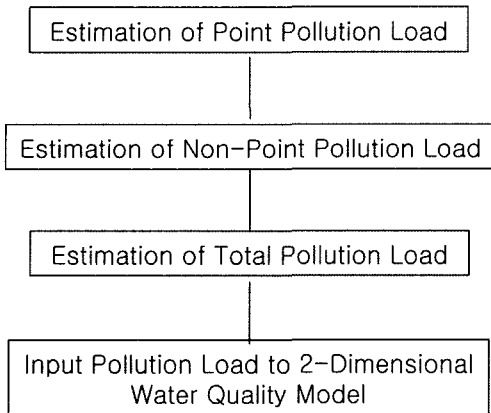 Estimation of Point Pollution Load
Estimation of Non-Point Pollution Load
Estimation of Total Pollution Load
Input Pollution Load to 2-Dimensional
Water Quality Model